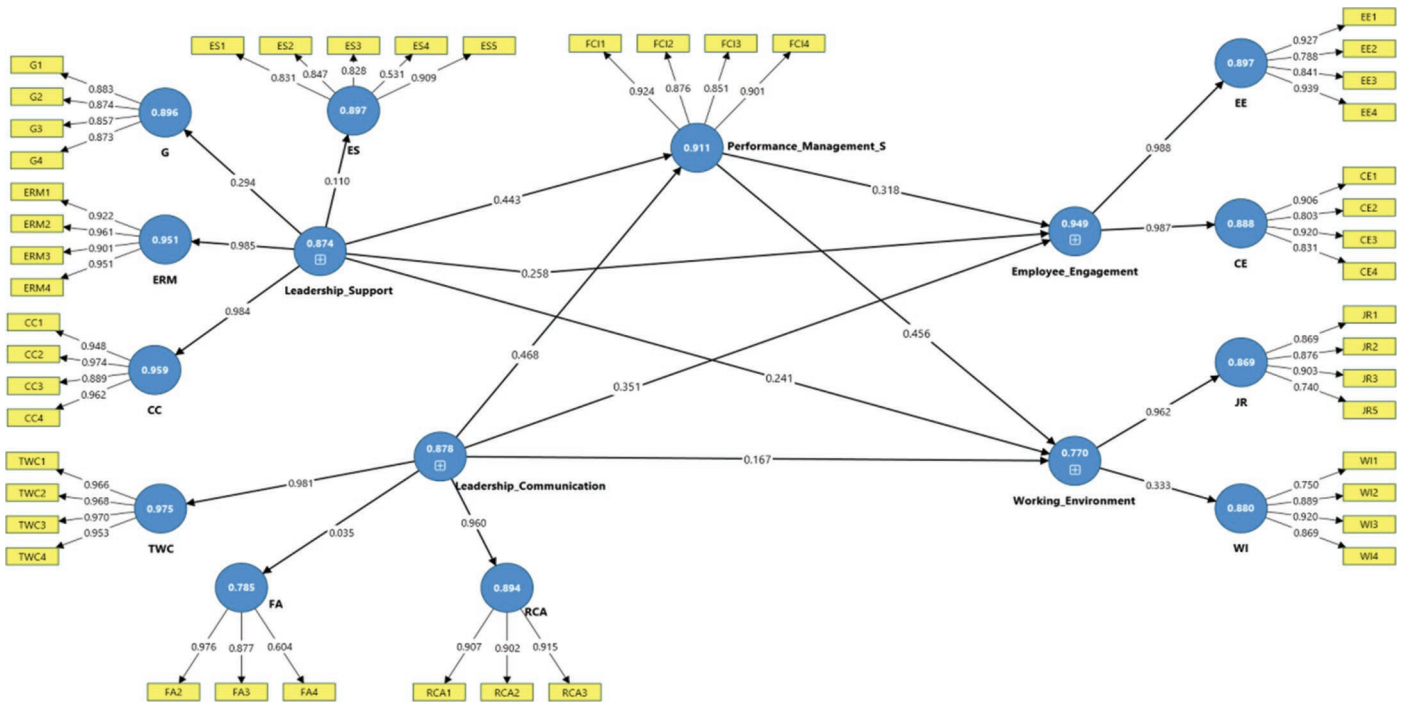 ES1 ES2 ES3 ES4 ES5
0.831 0.847 0.828 0.531 0.909
0.897
ES
FCI1 FCI2 FCI3 FCI4
0.924 0.876 0.851 0.901
0.911
Performance_Management_S
EE1
EE2
EE3
EE4
0.927
0.788
0.841
0.939
0.897
EE
G1
G2
G3
G4
0.883
0.874
0.857
0.873
0.896
G
0.294
0.110
0.443
0.318
0.988
ERM1
ERM2
ERM3
ERM4
0.922
0.961
0.901
0.951
0.951
ERM
0.985
0.874
Leadership_Support
0.258
0.949
Employee_Engagement
0.987
0.888
CE
CE1
CE2
CE3
CE4
0.906
0.803
0.920
0.831
0.984
CC1
CC2
CC3
CC4
0.948
0.974
0.889
0.962
0.959
CC
0.468
0.351
0.241
0.456
JR1
JR2
JR3
JR5
0.869
0.876
0.903
0.740
0.869
JR
0.962
TWC1
TWC2
TWC3
TWC4
0.966
0.968
0.970
0.953
0.975
TWC
0.981
0.878
Leadership_Communication
0.167
0.770
Working_Environment
0.333
0.880
WI
WI1
WI2
WI3
WI4
0.750
0.889
0.920
0.869
0.035
0.960
0.785
FA
0.976 0.877 0.604
FA2 FA3 FA4
0.894
RCA
0.907 0.902 0.915
RCA1 RCA2 RCA3